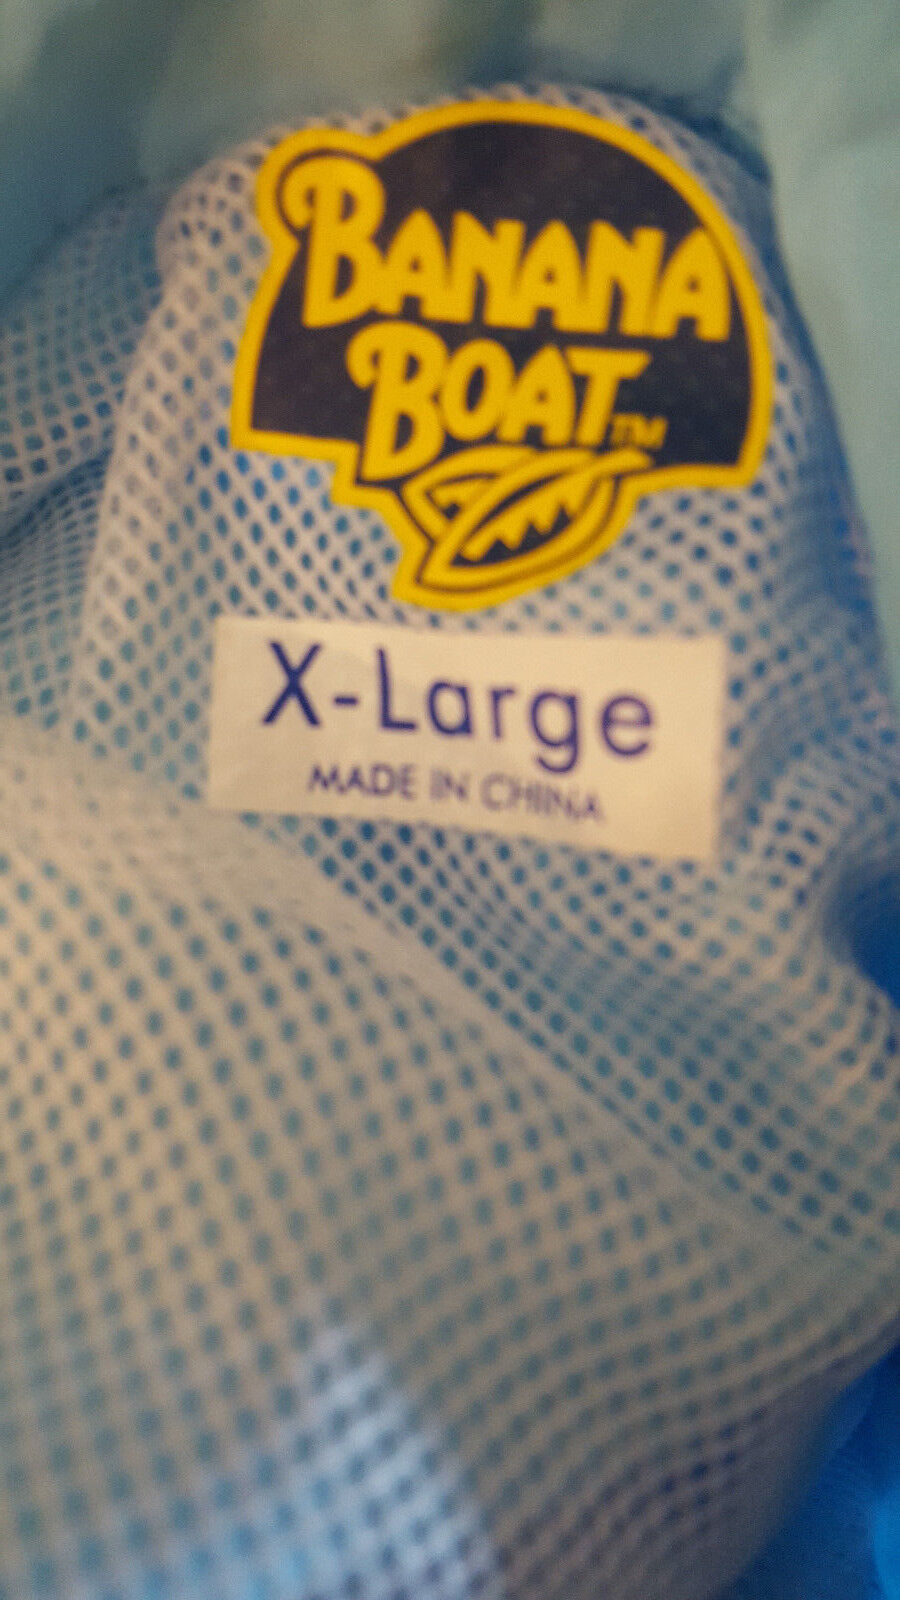 BANANA
BOAT™
X-Large
MADE IN CHINA